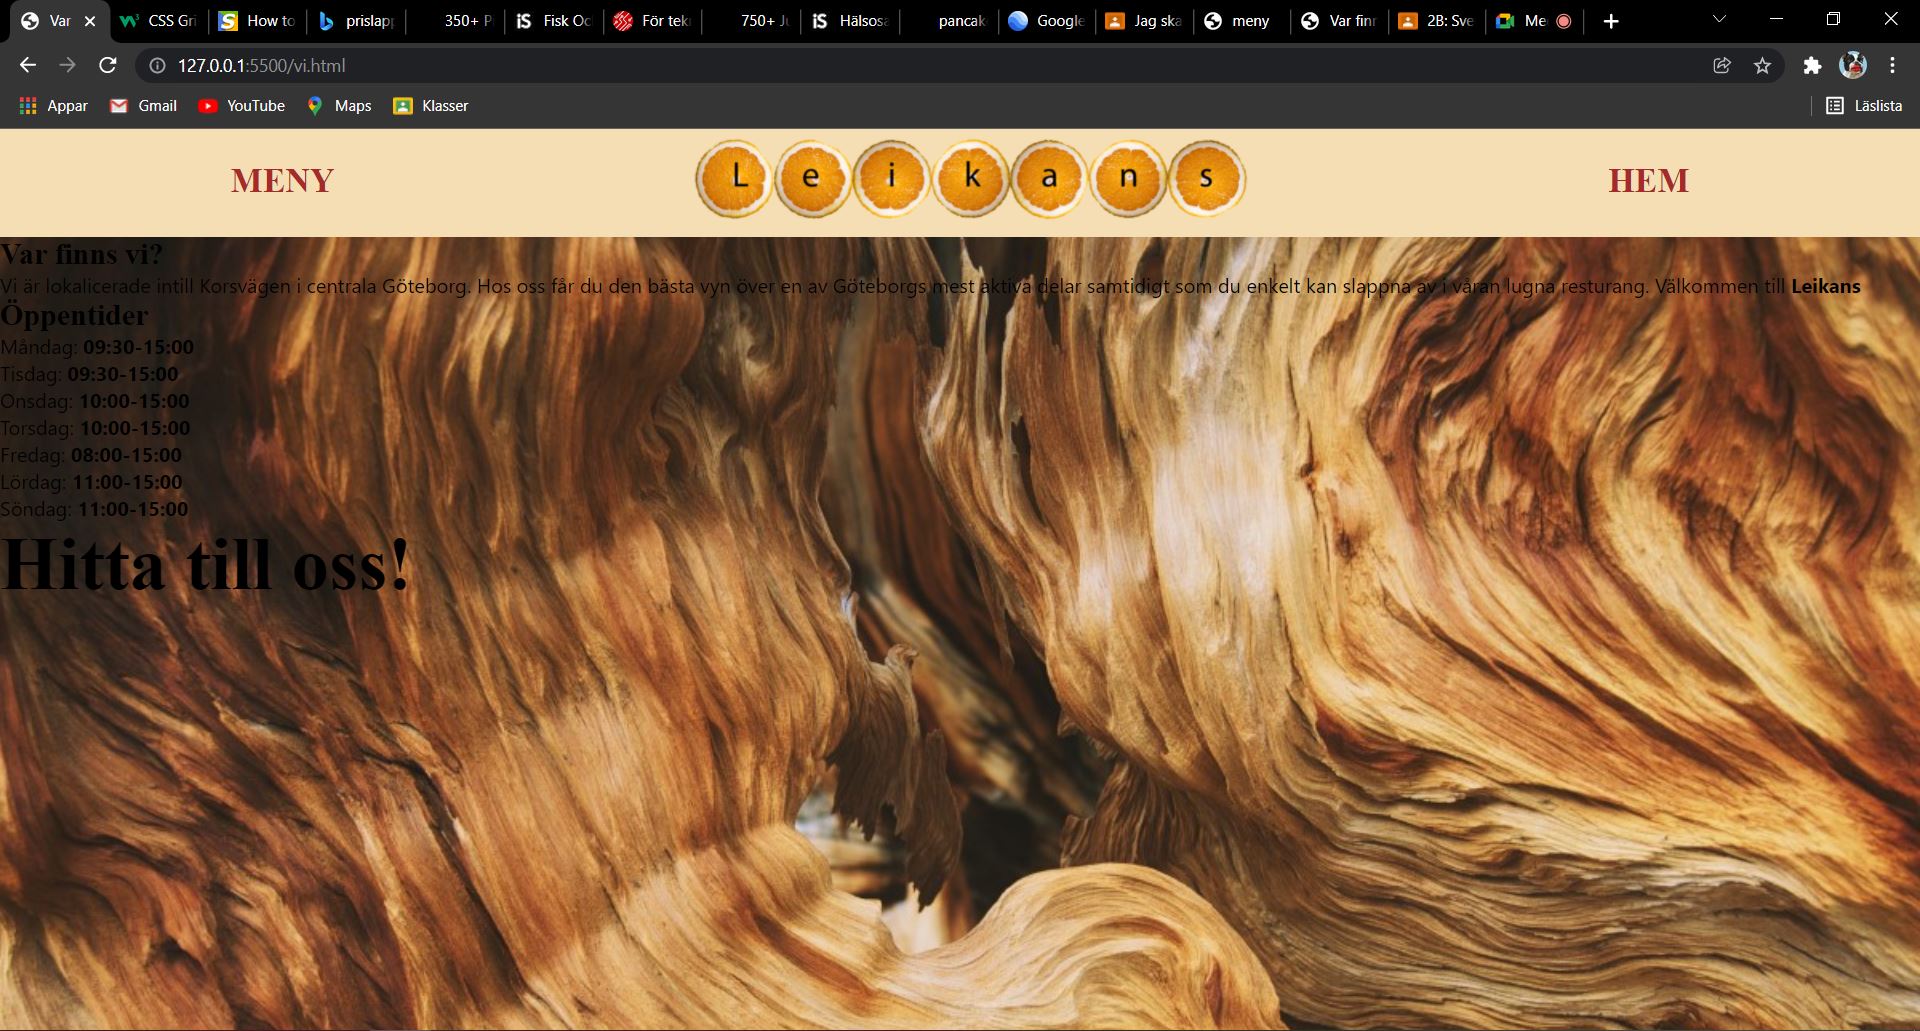 Var
CSS Gri
How to
prislapp
350+ P
Fisk Oc
För tekn
750+ Ju
Hälsosa
pancak
Google
Jag ska
meny
Var finn
2B: Sve
Me
127.0.0.1:5500/vi.html
Appar
Gmail
YouTube
Maps
Klasser
Läslista
MENY
L e i k a n s
HEM
Var finns vi?
Vi är lokalicerade intill Korsvägen i centrala Göteborg. Hos oss får du den bästa vyn över en av Göteborgs mest aktiva delar samtidigt som du enkelt kan slappna av i våran lugna resturang. Välkommen till Leikans
Öppentider
Måndag: 09:30-15:00
Tisdag: 09:30-15:00
Onsdag: 10:00-15:00
Torsdag: 10:00-15:00
Fredag: 08:00-15:00
Lördag: 11:00-15:00
Söndag: 11:00-15:00
Hitta till oss!